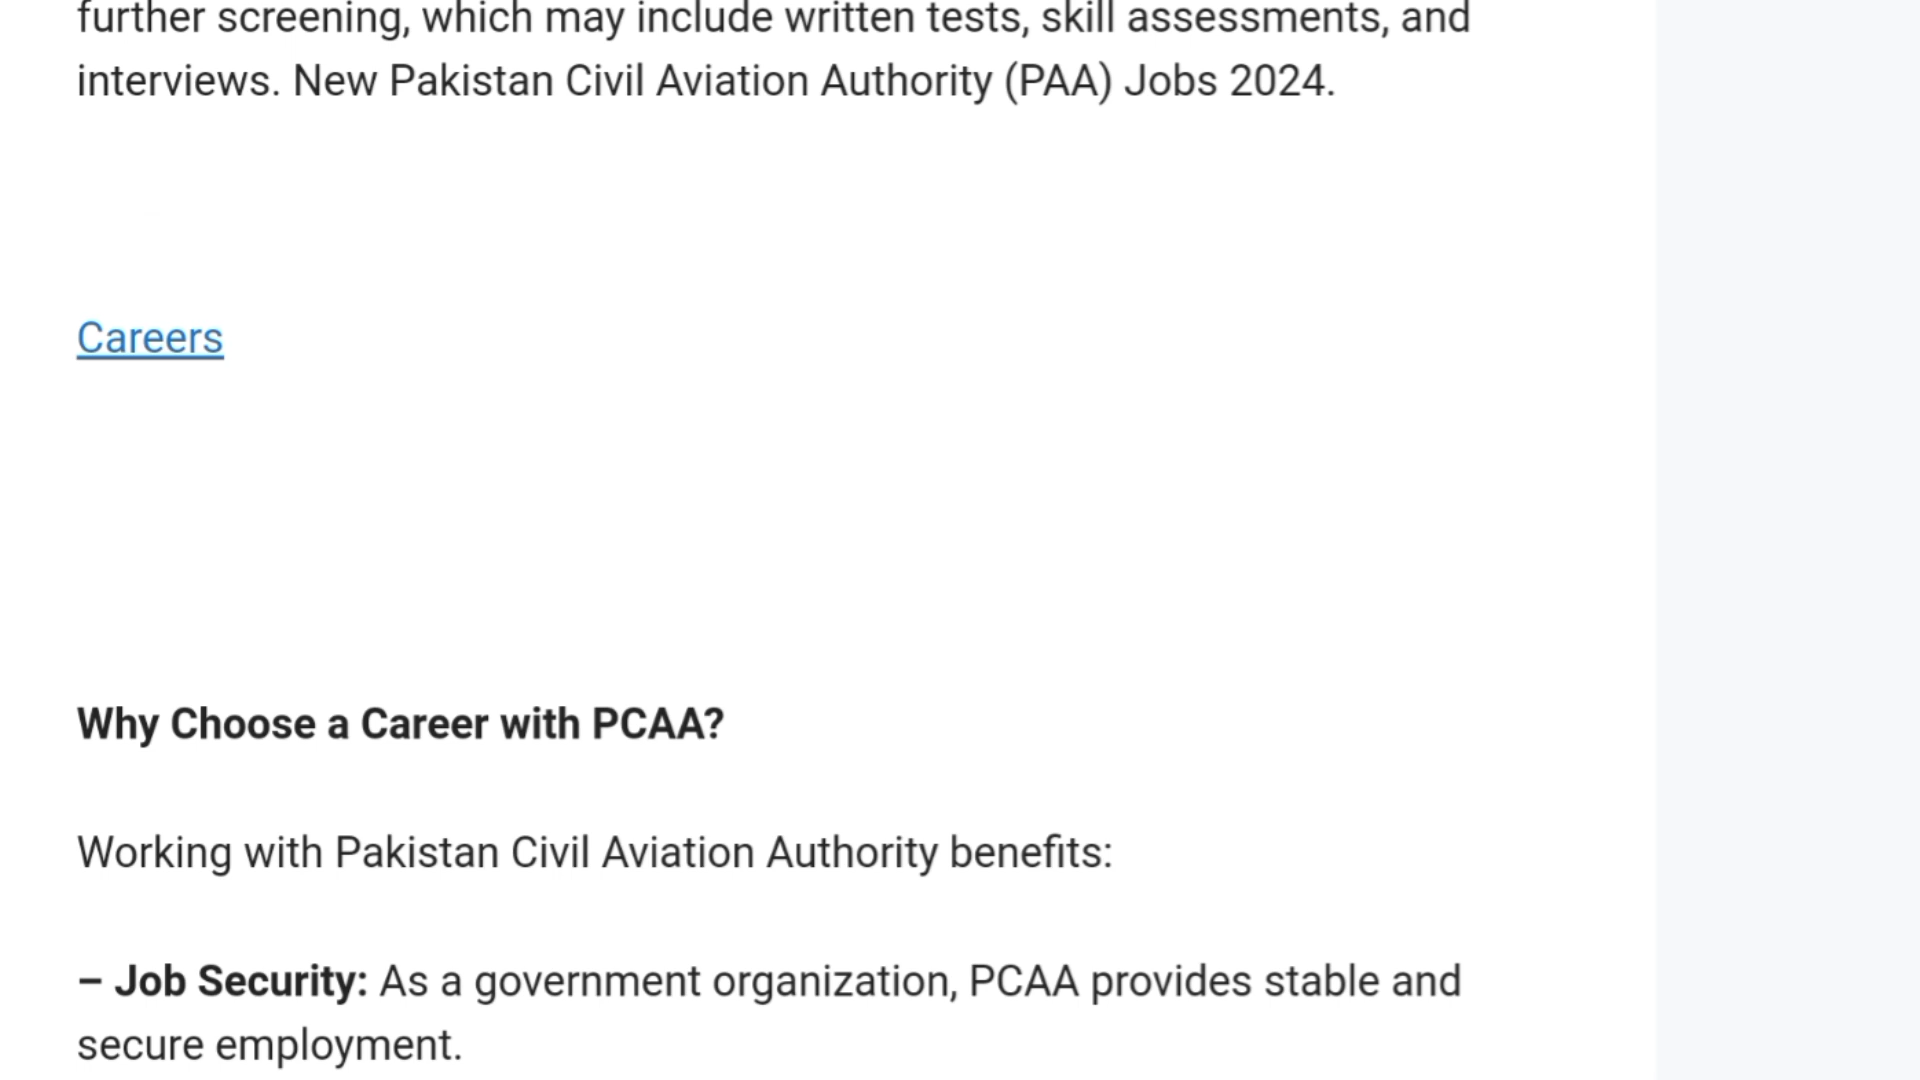 further screening, which may include written tests, skill assessments, and
interviews. New Pakistan Civil Aviation Authority (PAA) Jobs 2024.
Careers
Why Choose a Career with PCAA?
Working with Pakistan Civil Aviation Authority benefits:
– Job Security: As a government organization, PCAA provides stable and
secure employment.